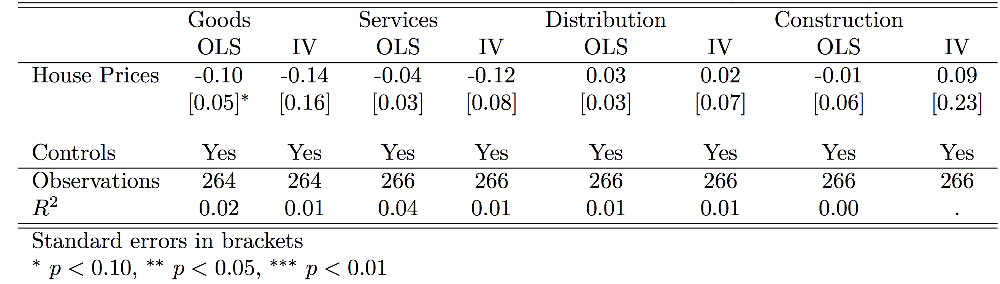 Goods Services Distribution Construction
OLS IV OLS IV OLS IV OLS IV
House Prices -0.10 -0.14 -0.04 -0.12 0.03 0.02 -0.01 0.09
[0.05]* [0.16] [0.03] [0.08] [0.03] [0.07] [0.06] [0.23]
Controls Yes Yes Yes Yes Yes Yes Yes Yes
Observations 264 264 266 266 266 266 266 266
R² 0.02 0.01 0.04 0.01 0.01 0.01 0.00 .
Standard errors in brackets
* p < 0.10, ** p < 0.05, *** p < 0.01